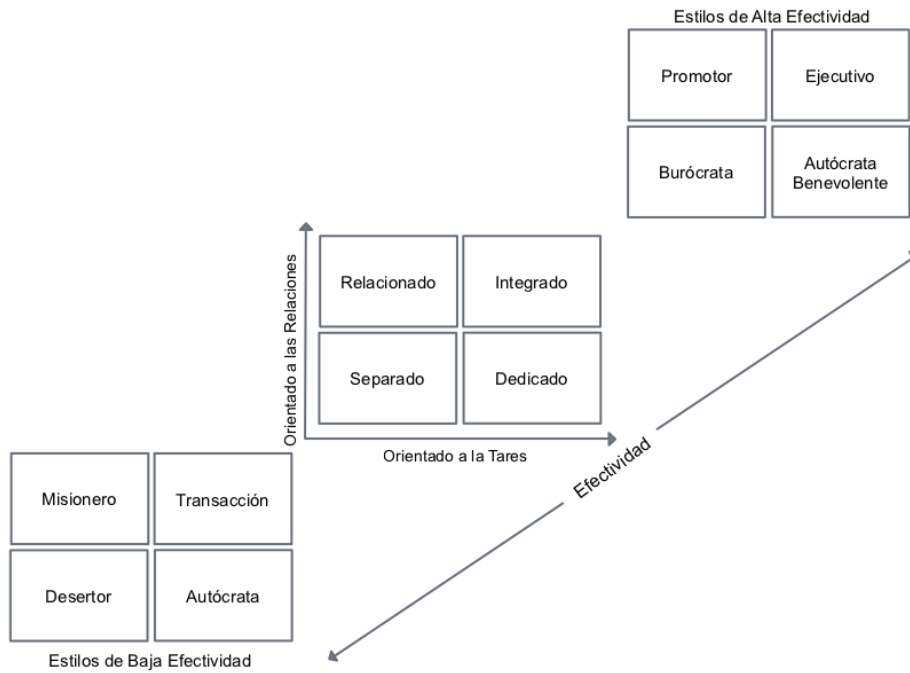 Estilos de Alta Efectividad
Promotor
Ejecutivo
Burócrata
Autócrata
Benevolente
Orientado a las Relaciones
Relacionado
Integrado
Separado
Dedicado
Orientado a la Tares
Efectividad
Misionero
Transacción
Desertor
Autócrata
Estilos de Baja Efectividad